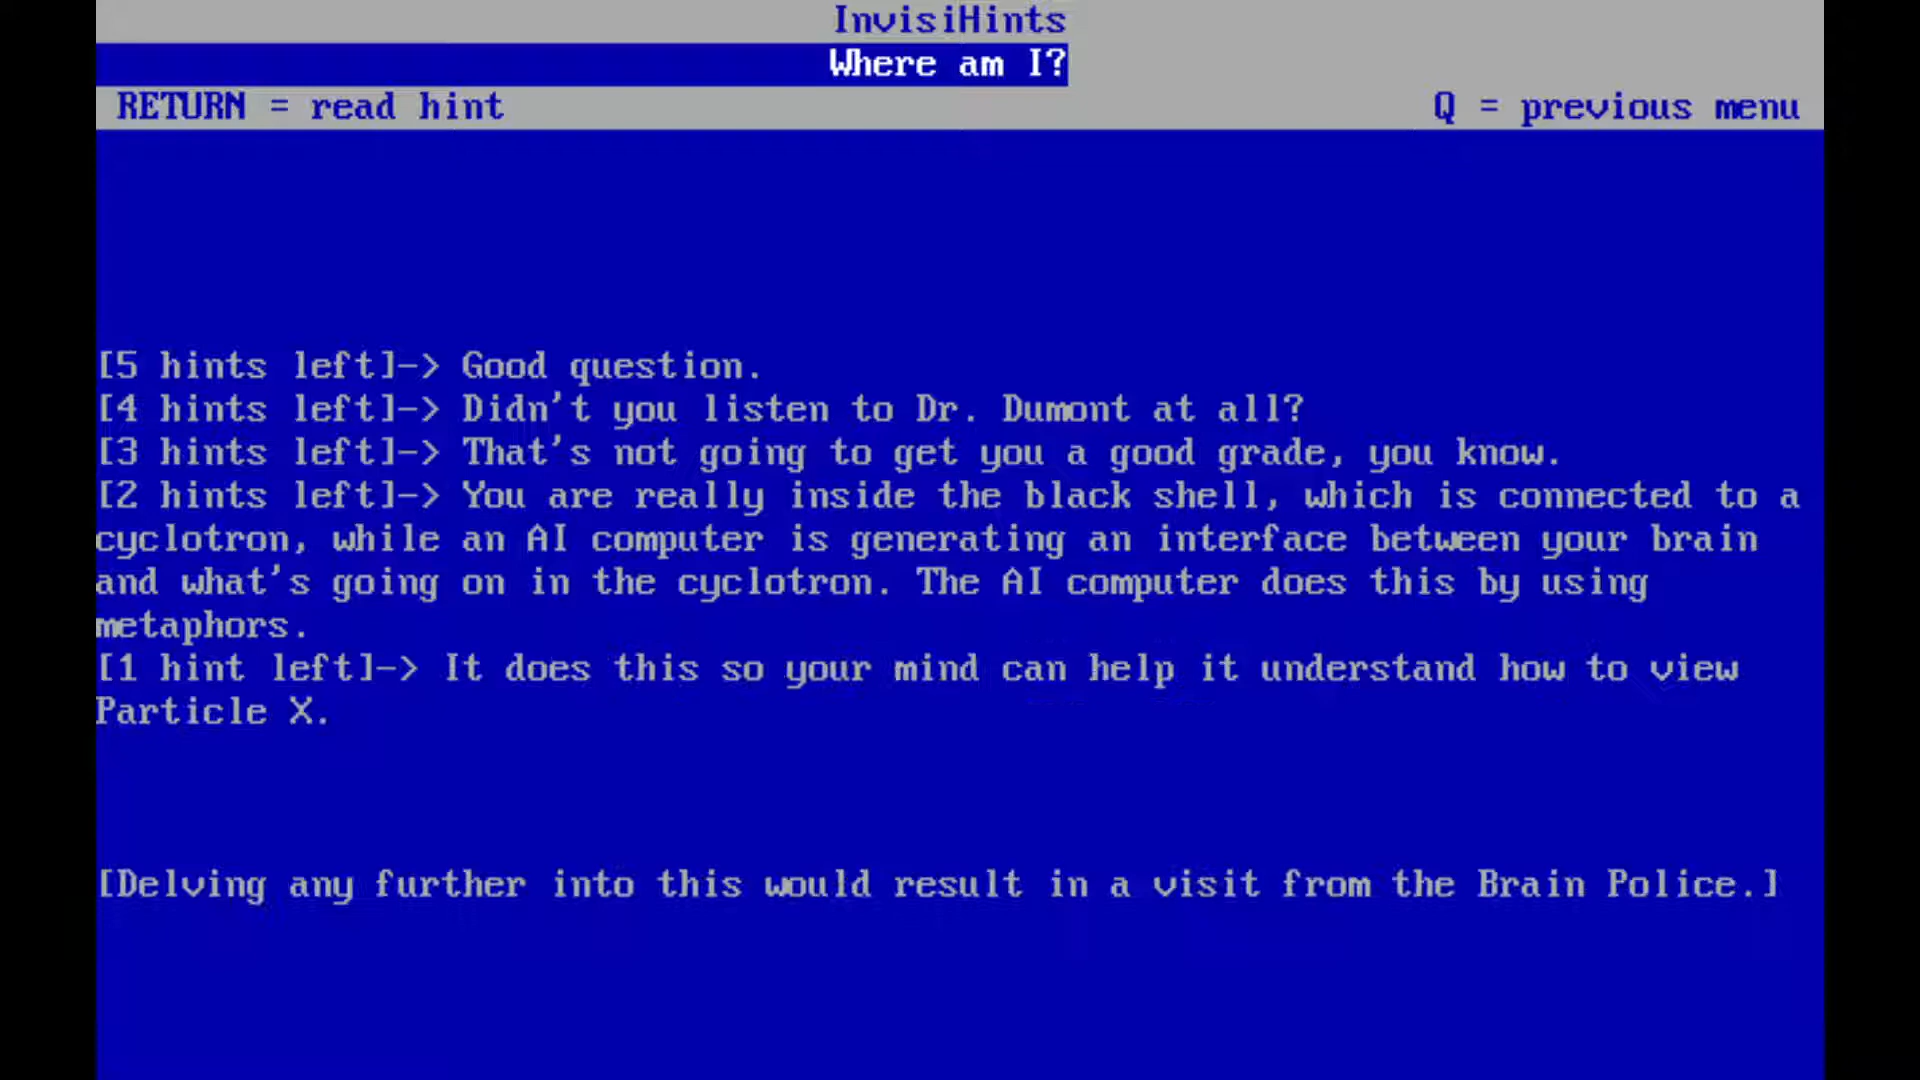 InvisiHints
Where am I?
RETURN = read hint
Q = previous menu
[5 hints left]-> Good question.
[4 hints left]-> Didn't you listen to Dr. Dumont at all?
[3 hints left]-> That's not going to get you a good grade, you know.
[2 hints left]-> You are really inside the black shell, which is connected to a
cyclotron, while an AI computer is generating an interface between your brain
and what's going on in the cyclotron. The AI computer does this by using
metaphors.
[1 hint left]-> It does this so your mind can help it understand how to view
Particle X.
[Delving any further into this would result in a visit from the Brain Police.]